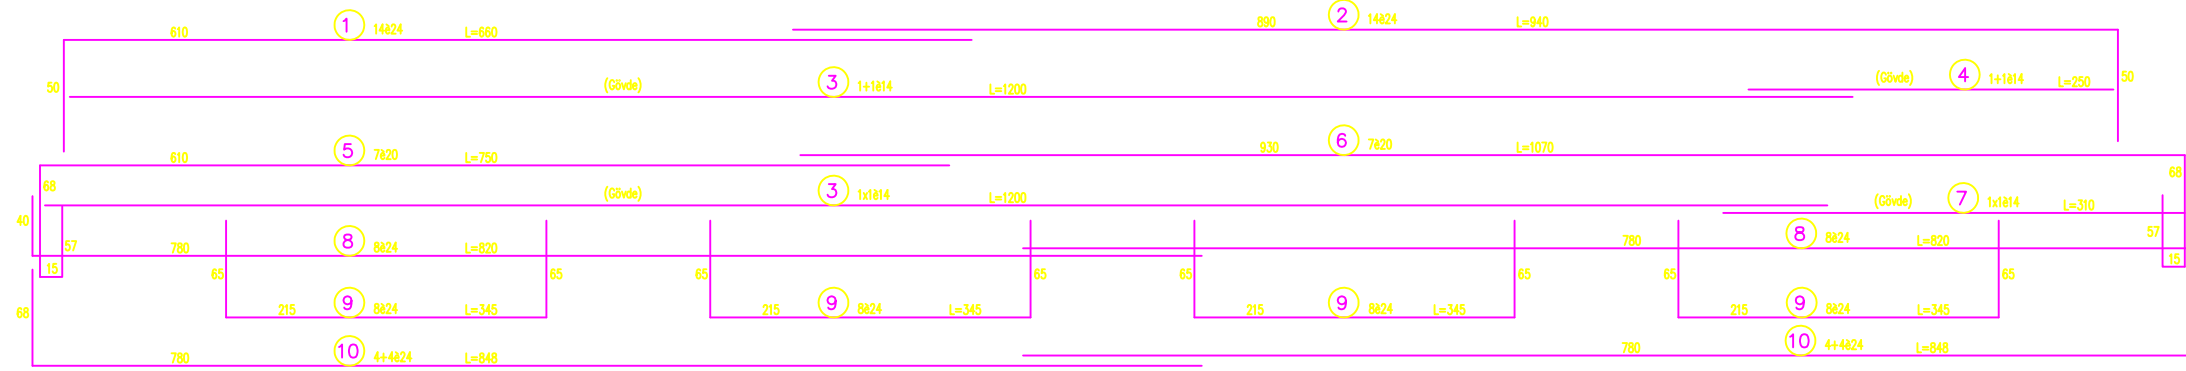 610 1 14ø24 L=660 890 2 14ø24 L=940
50 (Gövde) 3 1+1ø14 L=1200 (Gövde) 4 1+1ø14 L=250 50
610 5 7ø20 L=750 930 6 7ø20 L=1070
68 (Gövde) 3 1x1ø14 L=1200 (Gövde) 7 1x1ø14 L=310 68
40 57 780 8 8ø24 L=820 780 8 8ø24 L=820 57
15 65 65 65 65 65 65 65 65 15
68 215 9 8ø24 L=345 215 9 8ø24 L=345 215 9 8ø24 L=345 215 9 8ø24 L=345
780 10 4+4ø24 L=848 780 10 4+4ø24 L=848